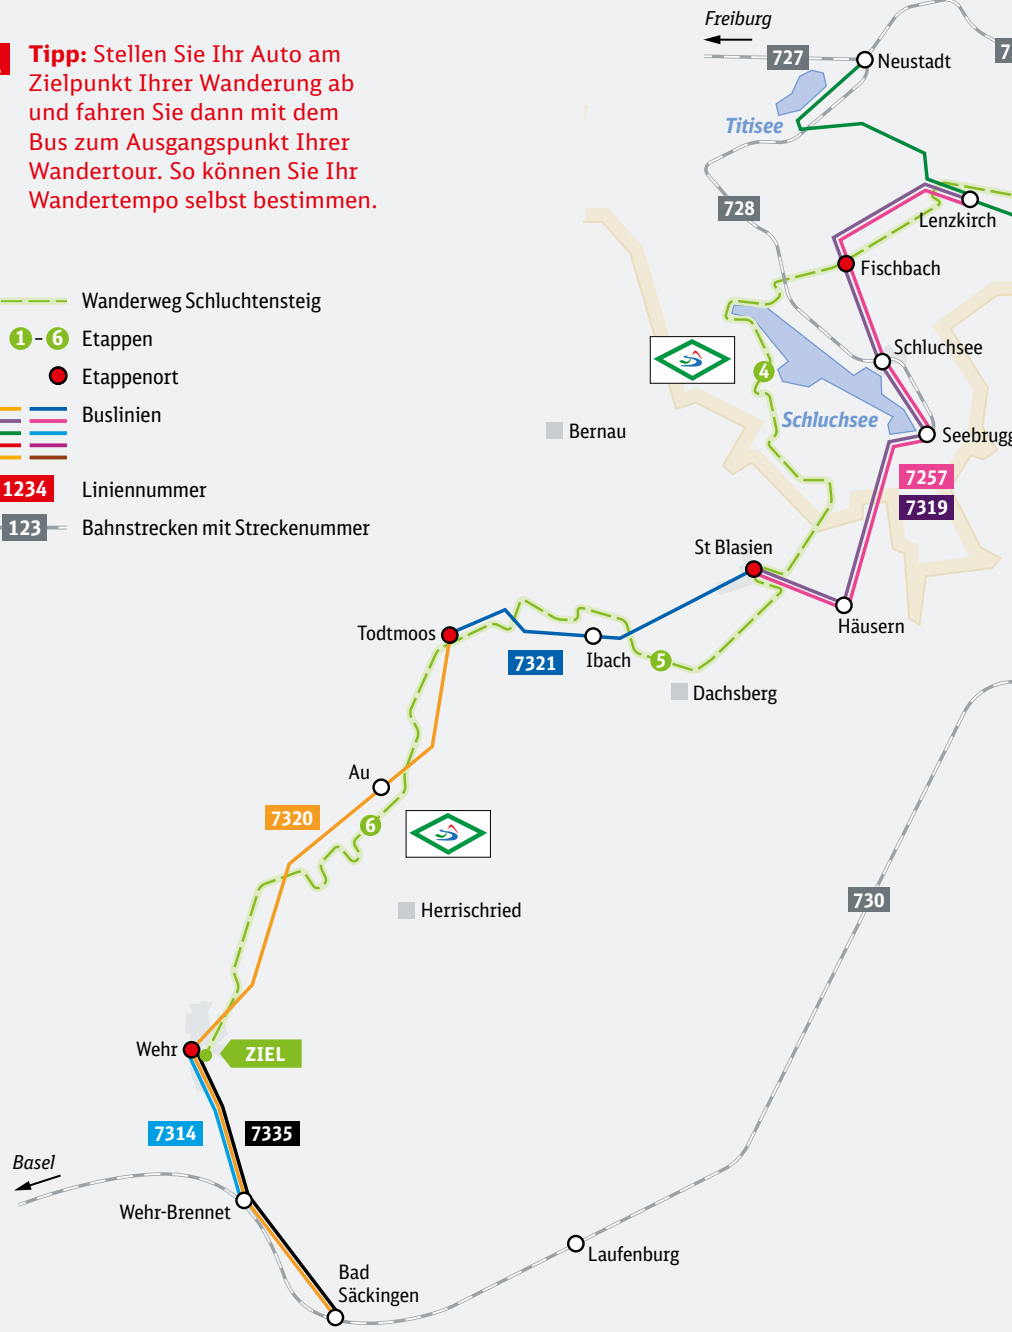 Tipp: Stellen Sie Ihr Auto am
Zielpunkt Ihrer Wanderung ab
und fahren Sie dann mit dem
Bus zum Ausgangspunkt Ihrer
Wandertour. So können Sie Ihr
Wandertempo selbst bestimmen.
Wanderweg Schluchtensteig
1 - 6 Etappen
Etappenort
Buslinien
1234 Liniennummer
123 Bahnstrecken mit Streckenummer
Freiburg
727
7
Neustadt
Titisee
728
Lenzkirch
Fischbach
Schluchsee
4
Schluchsee
Bernau
Seebrugg
7257
7319
St Blasien
Häusern
Todtmoos
7321
Ibach
5
Dachsberg
Au
7320
6
Herrischried
730
Wehr
ZIEL
7314
7335
Basel
Wehr-Brennet
Laufenburg
Bad
Säckingen